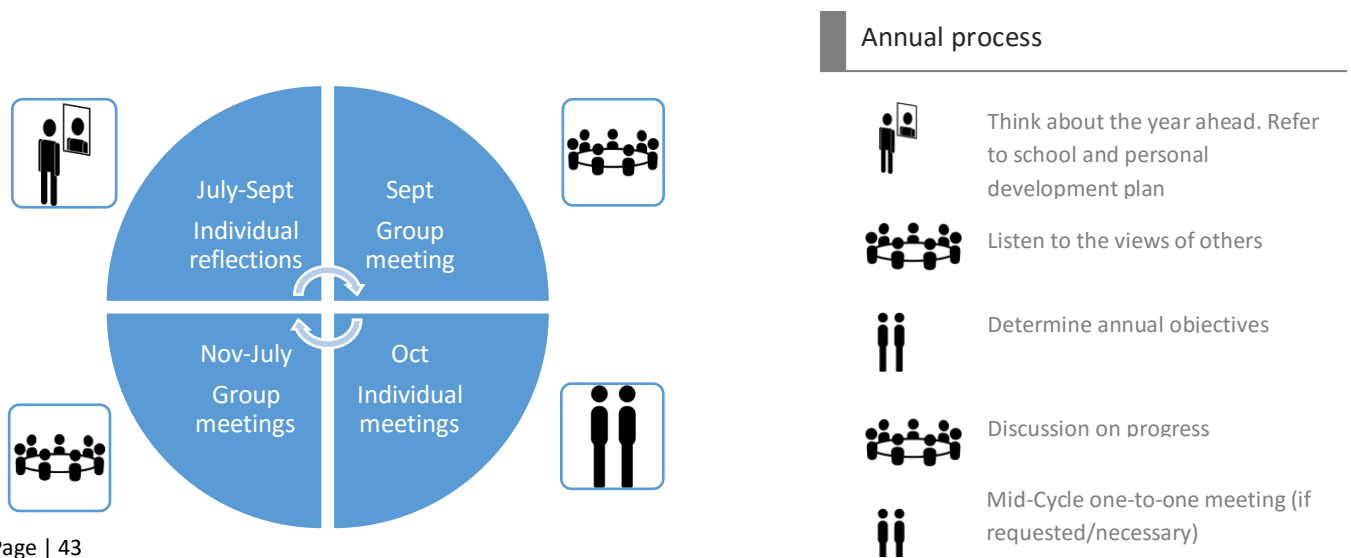 July-Sept
Individual
reflections
Sept
Group
meeting
Nov-July
Group
meetings
Oct
Individual
meetings
Page | 43
Annual process
Think about the year ahead. Refer
to school and personal
development plan
Listen to the views of others
Determine annual objectives
Discussion on progress
Mid-Cycle one-to-one meeting (if
requested/necessary)